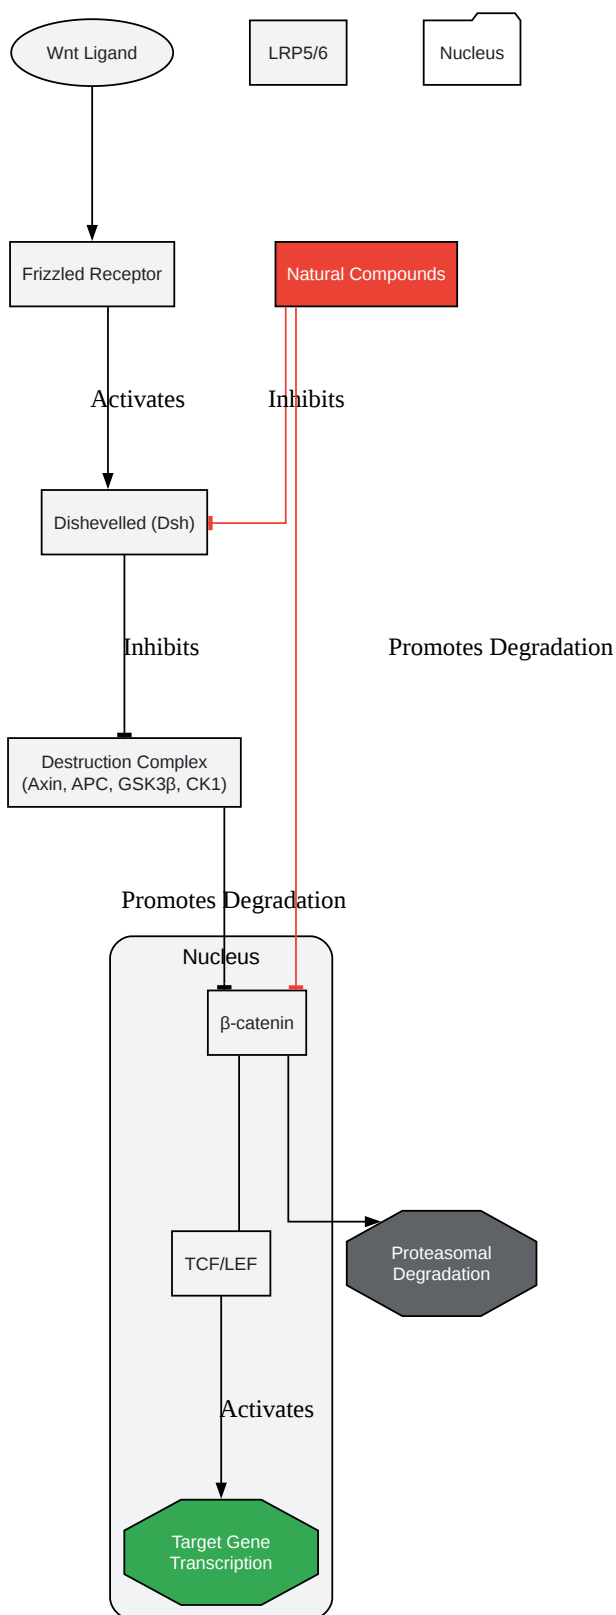 Wnt Ligand
LRP5/6
Nucleus
Frizzled Receptor
Natural Compounds
Activates
Inhibits
Dishevelled (Dsh)
Inhibits
Promotes Degradation
Destruction Complex
(Axin, APC, GSK3β, CK1)
Promotes Degradation
Nucleus
β-catenin
TCF/LEF
Proteasomal
Degradation
Activates
Target Gene
Transcription